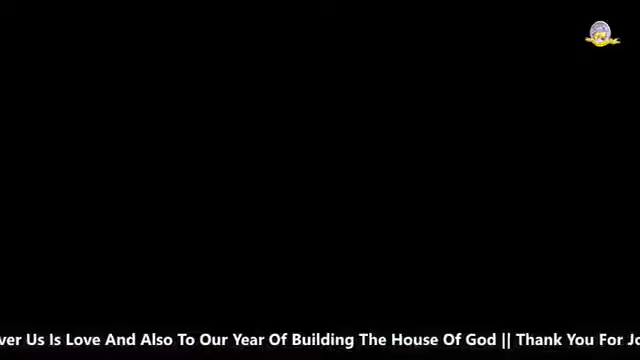 ver Us Is Love And Also To Our Year Of Building The House Of God || Thank You For Jo